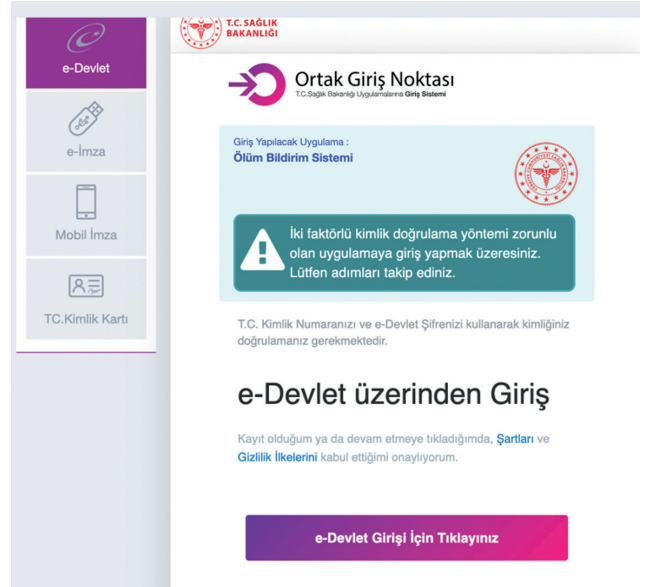 e-Devlet
e-İmza
Mobil İmza
TC.Kimlik Kartı
T.C. SAĞLIK
BAKANLIĞI
Ortak Giriş Noktası
T.C.Sağlık Bakanlığı Uygulamalarına Giriş Sistemi
Giriş Yapılacak Uygulama :
Ölüm Bildirim Sistemi
İki faktörlü kimlik doğrulama yöntemi zorunlu
olan uygulamaya giriş yapmak üzeresiniz.
Lütfen adımları takip ediniz.
T.C. Kimlik Numaranızı ve e-Devlet Şifrenizi kullanarak kimliğiniz
doğrulamanız gerekmektedir.
e-Devlet üzerinden Giriş
Kayıt olduğum ya da devam etmeye tıkladığımda, Şartları ve
Gizlilik İlkelerini kabul ettiğimi onaylıyorum.
e-Devlet Girişi İçin Tıklayınız